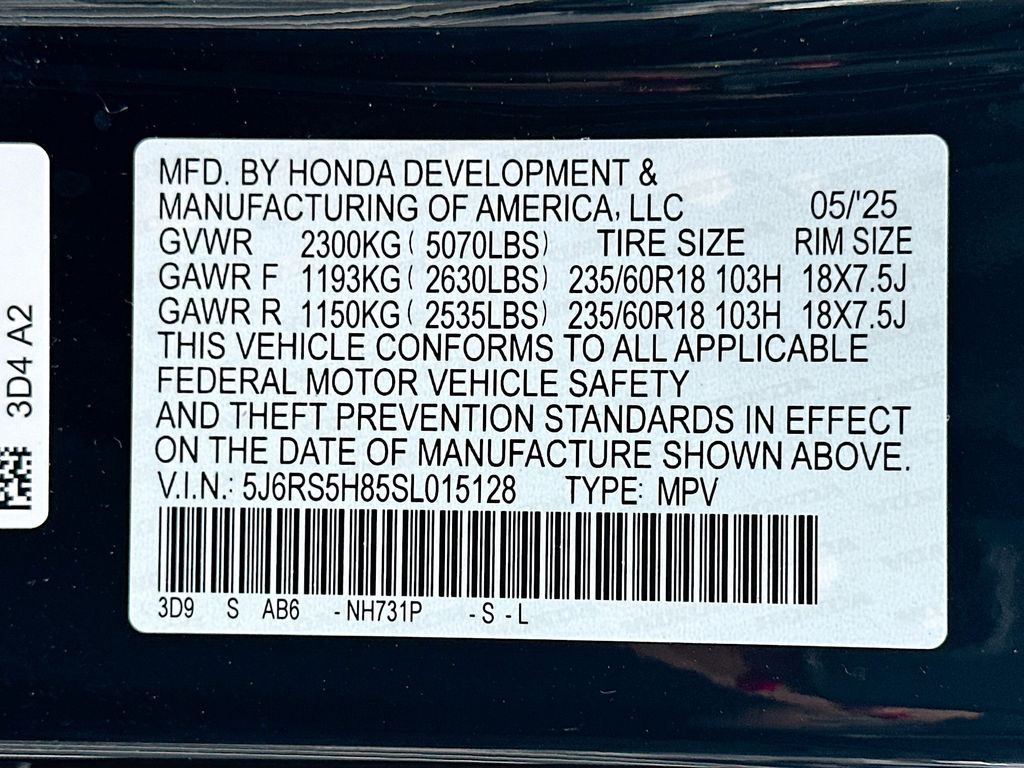 MFD. BY HONDA DEVELOPMENT &
MANUFACTURING OF AMERICA, LLC 05/'25
GVWR 2300KG ( 5070LBS) TIRE SIZE RIM SIZE
GAWR F 1193KG ( 2630LBS) 235/60R18 103H 18X7.5J
GAWR R 1150KG ( 2535LBS) 235/60R18 103H 18X7.5J
THIS VEHICLE CONFORMS TO ALL APPLICABLE
FEDERAL MOTOR VEHICLE SAFETY
AND THEFT PREVENTION STANDARDS IN EFFECT
ON THE DATE OF MANUFACTURE SHOWN ABOVE.
V.I.N.: 5J6RS5H85SL015128 TYPE: MPV
3D9 S AB6 -NH731P -S -L
3D4 A2